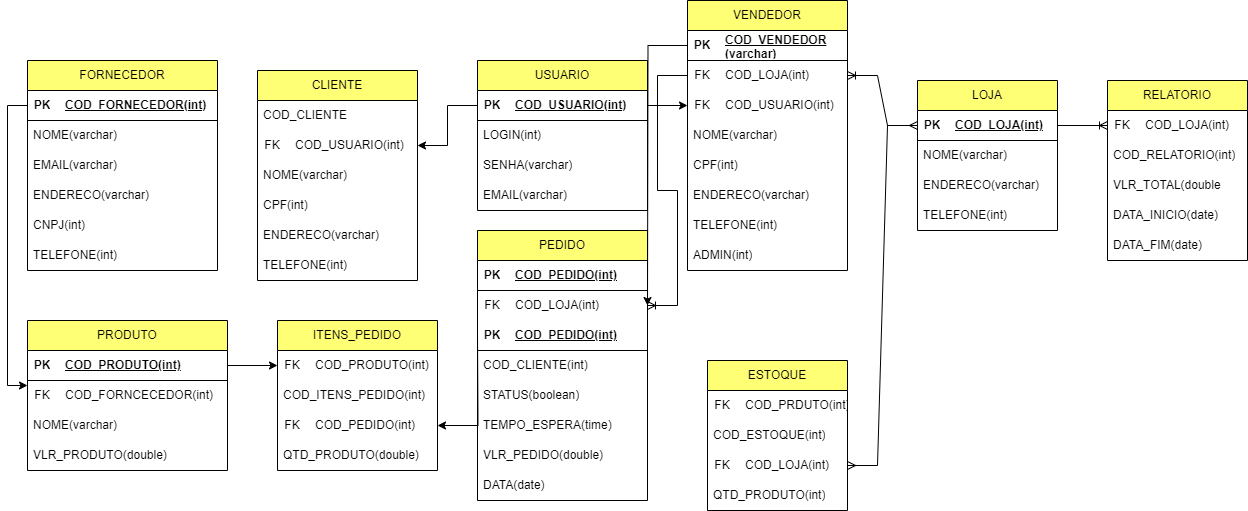 FORNECEDOR
PK COD_FORNECEDOR(int)
NOME(varchar)
EMAIL(varchar)
ENDERECO(varchar)
CNPJ(int)
TELEFONE(int)
CLIENTE
COD_CLIENTE
FK COD_USUARIO(int)
NOME(varchar)
CPF(int)
ENDERECO(varchar)
TELEFONE(int)
USUARIO
PK COD_USUARIO(int)
LOGIN(int)
SENHA(varchar)
EMAIL(varchar)
VENDEDOR
PK COD_VENDEDOR
(varchar)
FK COD_LOJA(int)
FK COD_USUARIO(int)
NOME(varchar)
CPF(int)
ENDERECO(varchar)
TELEFONE(int)
ADMIN(int)
LOJA
PK COD_LOJA(int)
NOME(varchar)
ENDERECO(varchar)
TELEFONE(int)
RELATORIO
FK COD_LOJA(int)
COD_RELATORIO(int)
VLR_TOTAL(double
DATA_INICIO(date)
DATA_FIM(date)
PRODUTO
PK COD_PRODUTO(int)
FK COD_FORNCECEDOR(int)
NOME(varchar)
VLR_PRODUTO(double)
ITENS_PEDIDO
FK COD_PRODUTO(int)
COD_ITENS_PEDIDO(int)
FK COD_PEDIDO(int)
QTD_PRODUTO(double)
PEDIDO
PK COD_PEDIDO(int)
FK COD_LOJA(int)
PK COD_PEDIDO(int)
COD_CLIENTE(int)
STATUS(boolean)
TEMPO_ESPERA(time)
VLR_PEDIDO(double)
DATA(date)
ESTOQUE
FK COD_PRDUTO(int)
COD_ESTOQUE(int)
FK COD_LOJA(int)
QTD_PRODUTO(int)